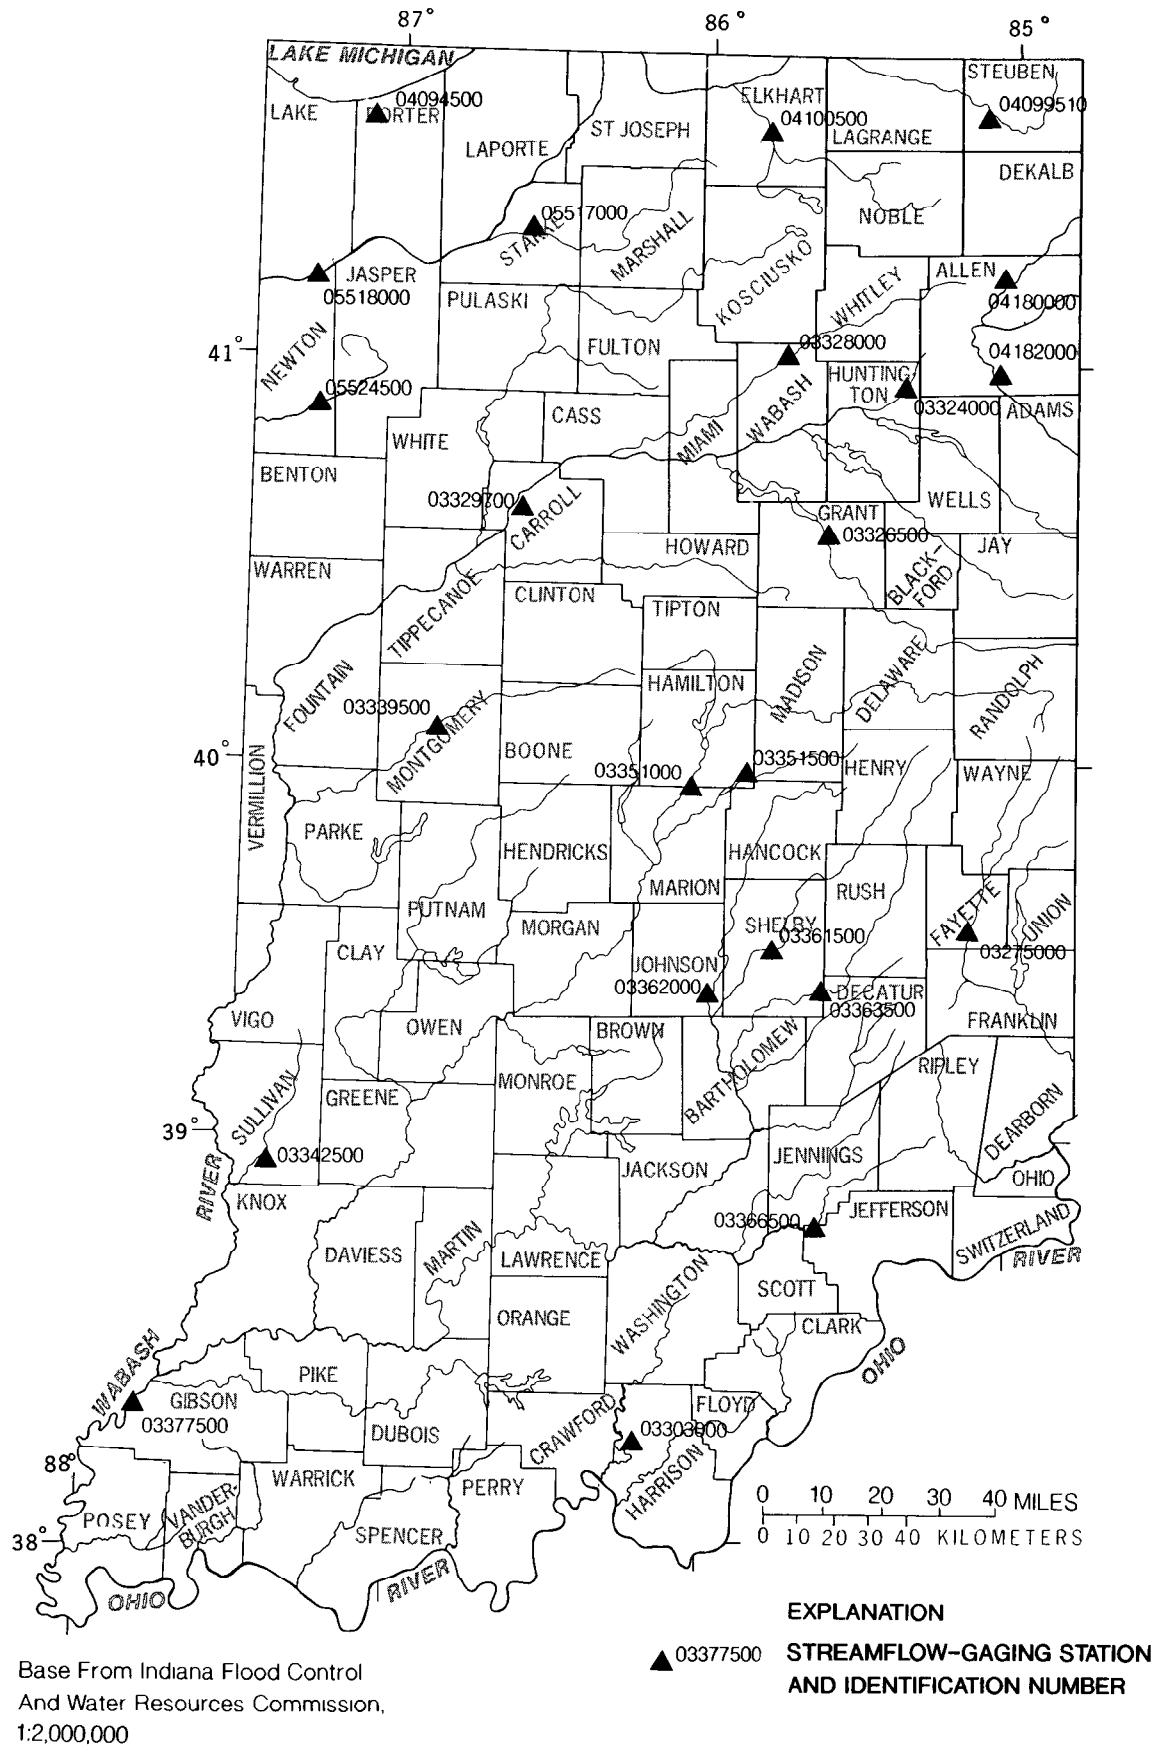 87°
86°
85°
LAKE MICHIGAN
STEUBEN
LAKE
PORTER
04094500
ELKHART
04099510
04100500
ST JOSEPH
LAGRANGE
LAPORTE
DEKALB
NOBLE
STARKE
05517000
MARSHALL
KOSCIUSKO
JASPER
05518000
PULASKI
WHITLEY
ALLEN
04180000
41°
NEWTON
FULTON
03328000
04182000
05524500
HUNTING-
TON
03324000
ADAMS
WHITE
CASS
MIAMI
WABASH
BENTON
03329700
CARROLL
WELLS
GRANT
03326500
HOWARD
JAY
WARREN
TIPPECANOE
CLINTON
TIPTON
BLACK-
FORD
FOUNTAIN
HAMILTON
MADISON
DELAWARE
RANDOLPH
03339500
MONTGOMERY
BOONE
40°
03351000
03351500
HENRY
WAYNE
VERMILLION
PARKE
HENDRICKS
HANCOCK
MARION
RUSH
PUTNAM
FAYETTE
UNION
MORGAN
SHELBY
03361500
CLAY
JOHNSON
03275000
03362000
DECATUR
03363500
VIGO
OWEN
BROWN
BARTHOLOMEW
FRANKLIN
RIPLEY
SULLIVAN
GREENE
MONROE
DEARBORN
39°
03342500
JACKSON
JENNINGS
OHIO
RIVER
KNOX
03366500
JEFFERSON
SWITZERLAND
RIVER
DAVIESS
MARTIN
LAWRENCE
WASHINGTON
SCOTT
ORANGE
CLARK
WABASH
OHIO
PIKE
GIBSON
03377500
DUBOIS
CRAWFORD
FLOYD
03303000
HARRISON
88°
WARRICK
PERRY
POSEY
VANDER-
BURGH
38°
SPENCER
OHIO
RIVER
0 10 20 30 40 MILES
0 10 20 30 40 KILOMETERS
EXPLANATION
03377500 STREAMFLOW-GAGING STATION
AND IDENTIFICATION NUMBER
Base From Indiana Flood Control
And Water Resources Commission,
1:2,000,000